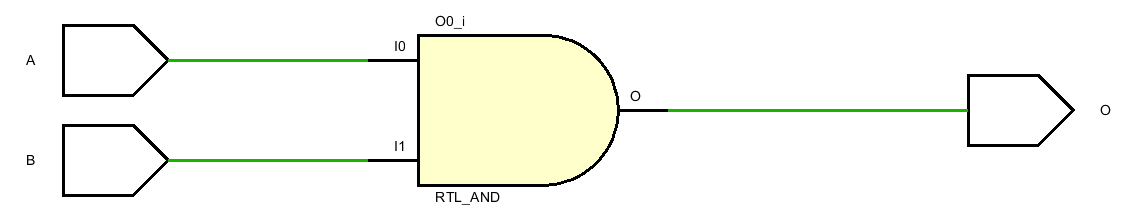 O0_i
I0
A
O
O
I1
B
RTL_AND